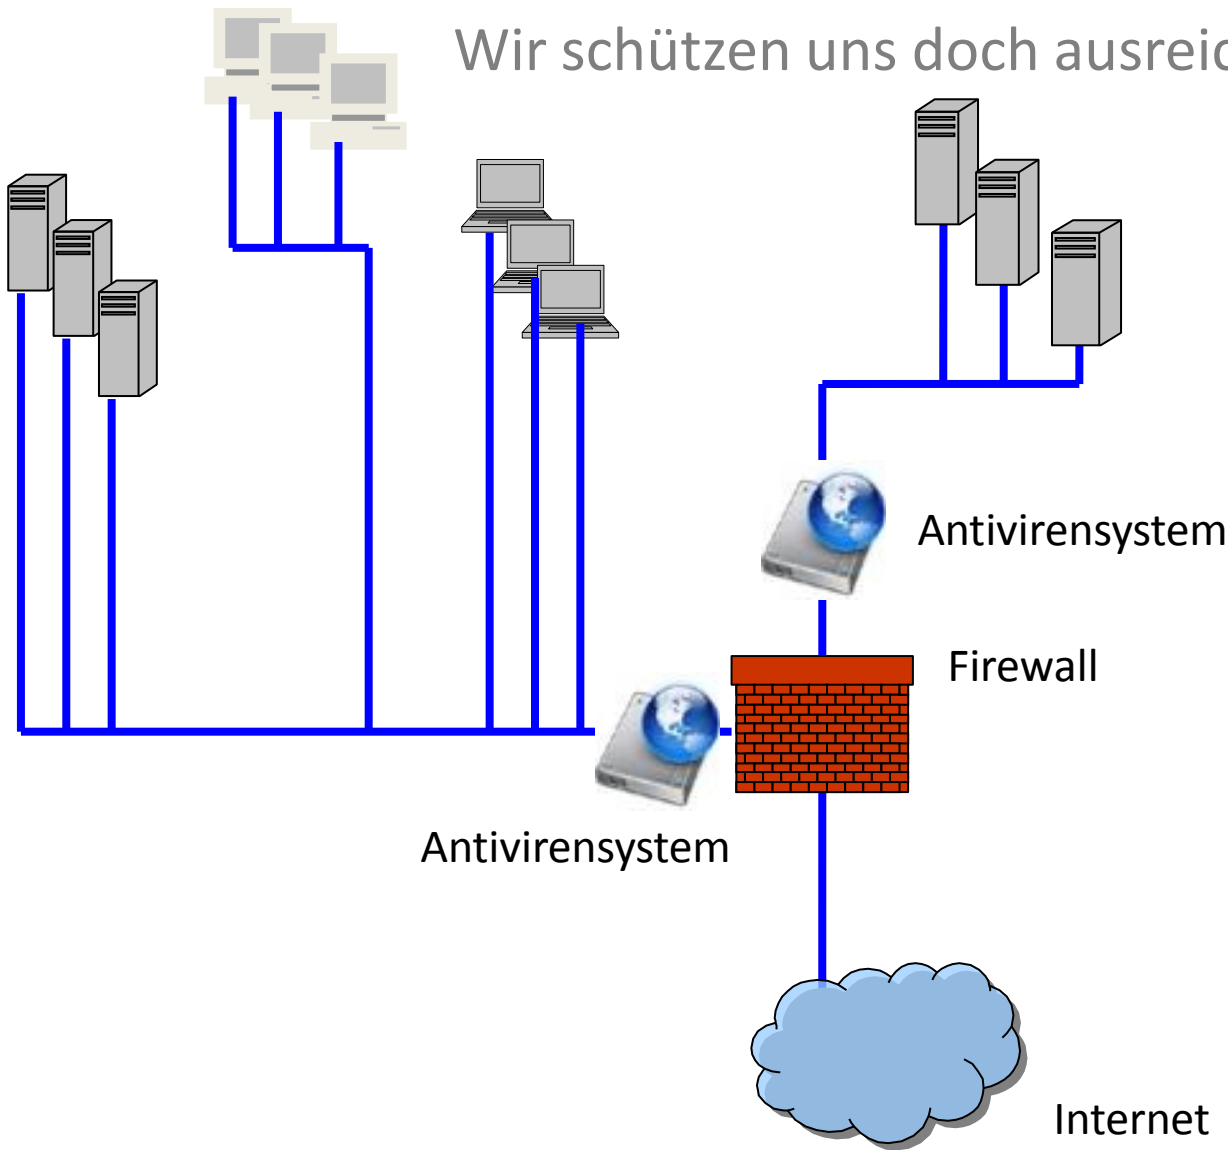 Wir schützen uns doch
Antivirensystem
Firewall
Antivirensystem
Internet